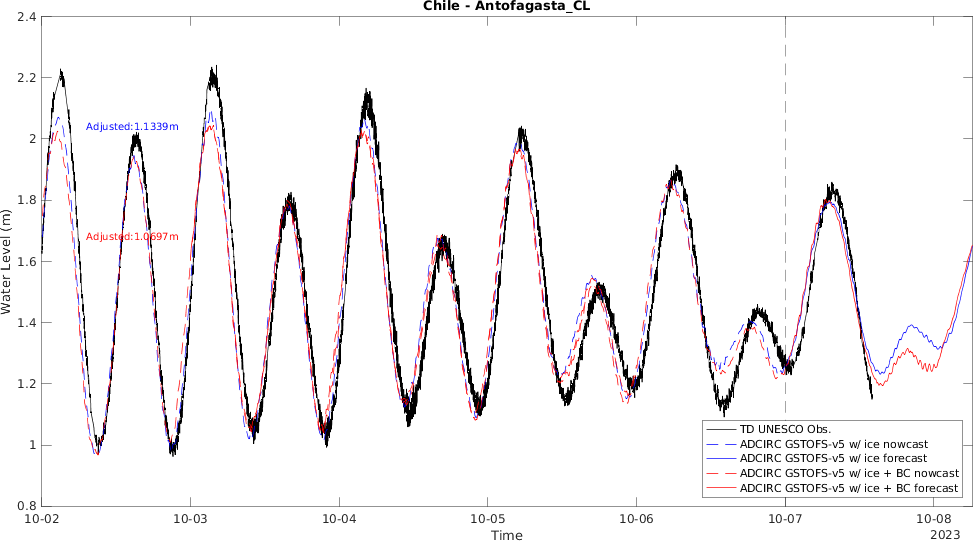 Chile - Antofagasta_CL
2.4
2.2
2
1.8
1.6
1.4
1.2
1
0.8
Water Level (m)
Adjusted:1.1339m
Adjusted:1.0697m
TD UNESCO Obs.
ADCIRC GSTOFS-v5 w/ ice nowcast
ADCIRC GSTOFS-v5 w/ ice forecast
ADCIRC GSTOFS-v5 w/ ice + BC nowcast
ADCIRC GSTOFS-v5 w/ ice + BC forecast
10-02 10-03 10-04 10-05 10-06 10-07 10-08
Time
2023